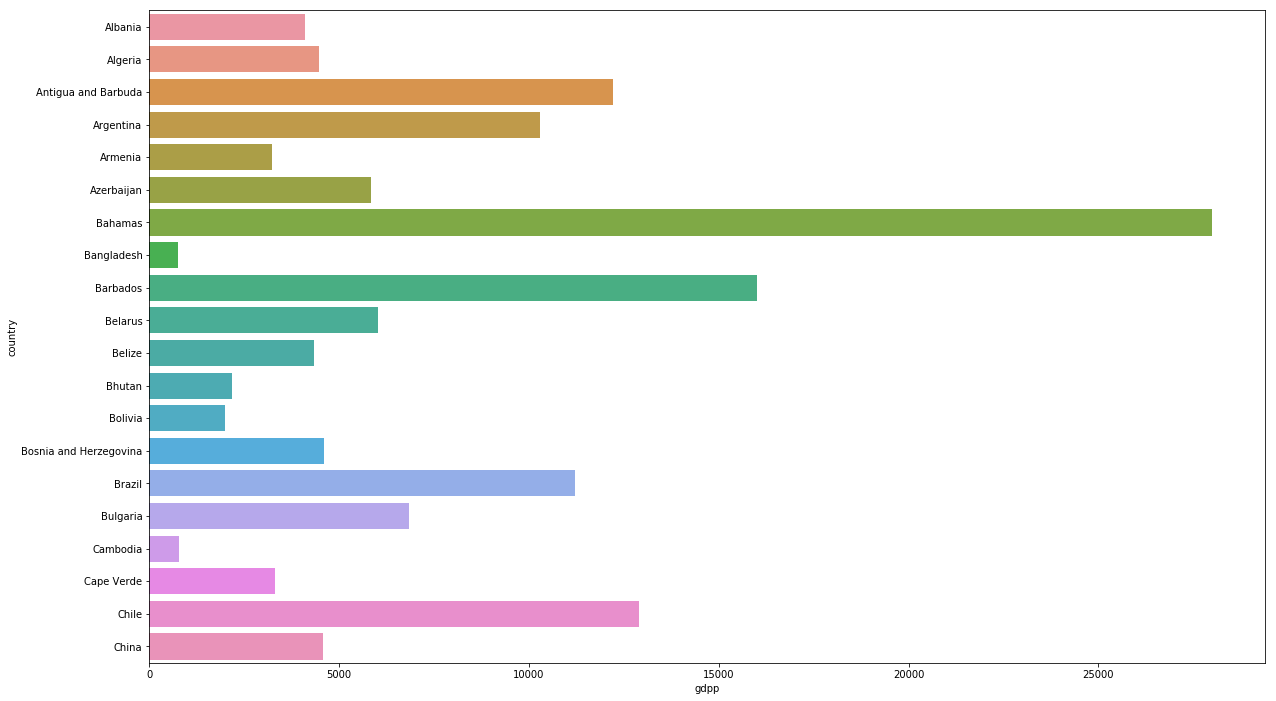 Albania
Algeria
Antigua and Barbuda
Argentina
Armenia
Azerbaijan
Bahamas
Bangladesh
Barbados
Belarus
Belize
Bhutan
Bolivia
Bosnia and Herzegovina
Brazil
Bulgaria
Cambodia
Cape Verde
Chile
China
country
0 5000 10000 15000 20000 25000
gdpp